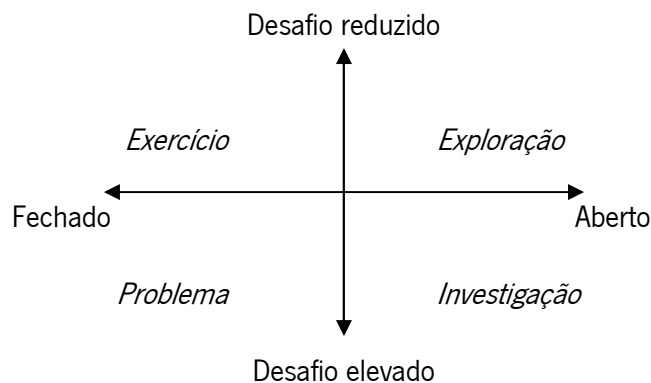 Desafio reduzido
Exercício Exploração
Fechado Aberto
Problema Investigação
Desafio elevado